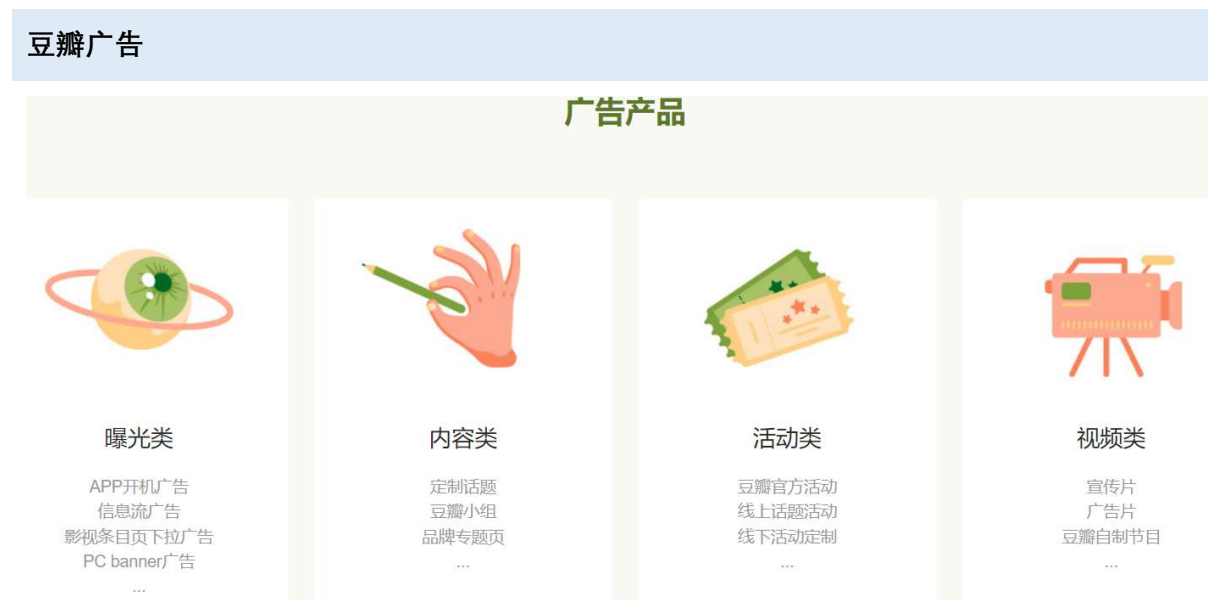 豆瓣广告
广告产品
曝光类
APP开机广告
信息流广告
影视条目页下拉广告
PC banner广告
...
内容类
定制话题
豆瓣小组
品牌专题页
...
活动类
豆瓣官方活动
线上话题活动
线下活动定制
...
视频类
宣传片
广告片
豆瓣自制节目
...